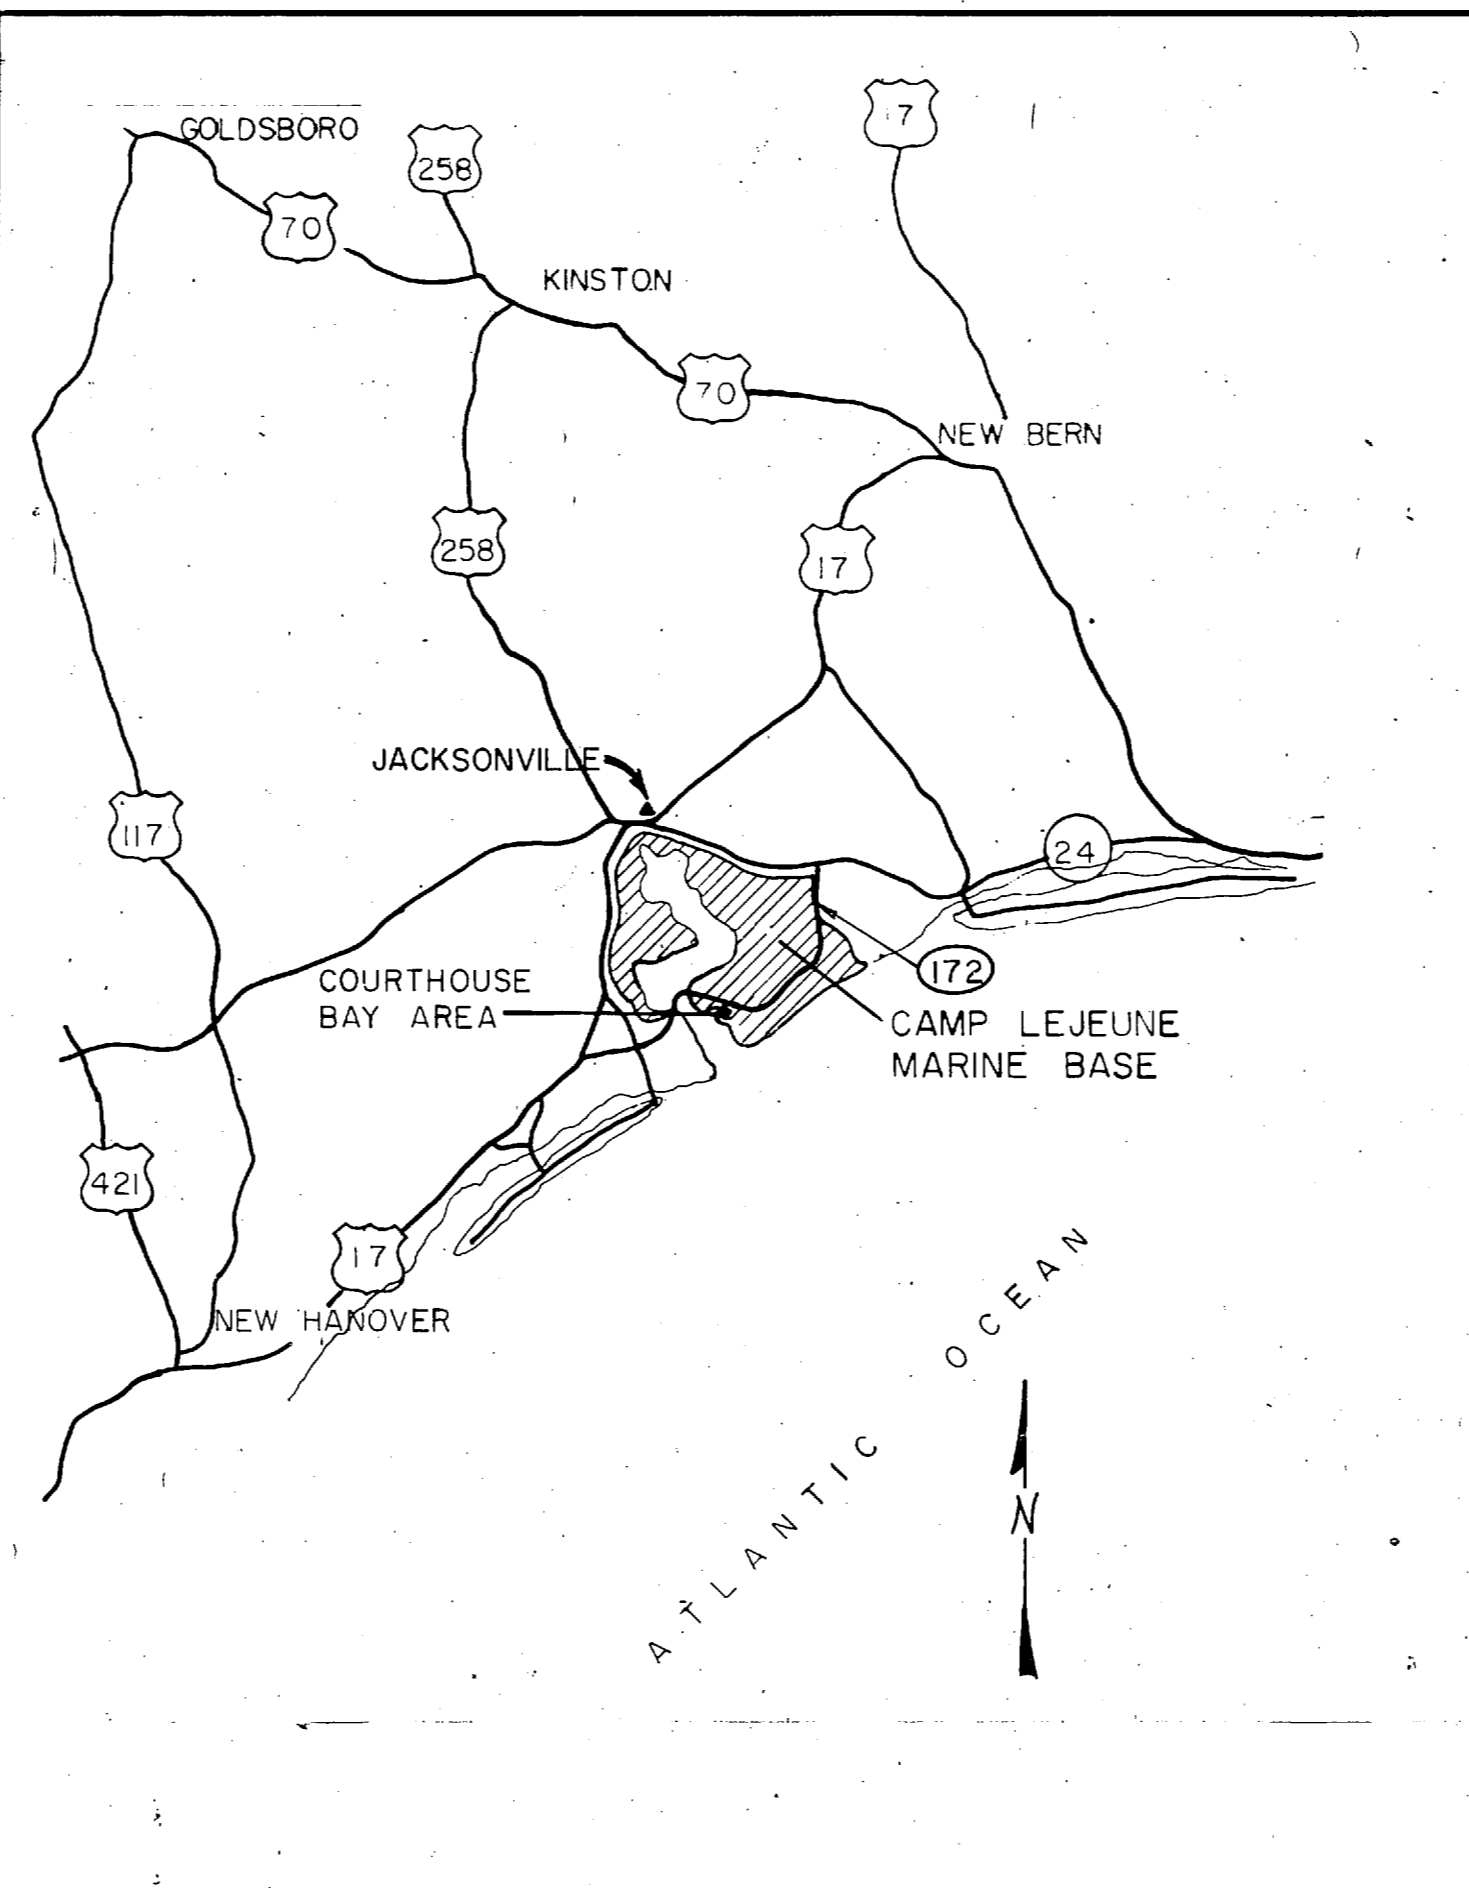 17
GOLDSBORO
258
70
KINSTON
70
NEW BERN
258
17
JACKSONVILLE
117
24
COURTHOUSE
BAY AREA
172
CAMP LEJEUNE
MARINE BASE
421
17
NEW HANOVER
ATLANTIC OCEAN
N